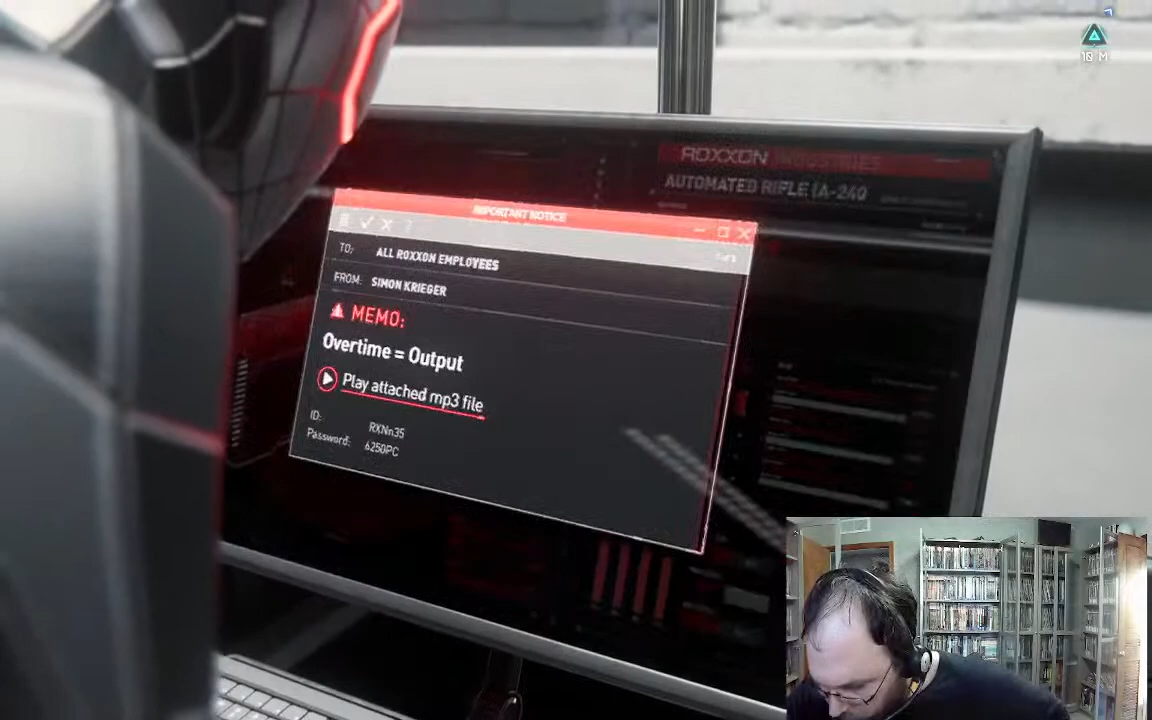 10 M
ROXXON INDUSTRIES
AUTOMATED RIFLE (A-240
IMPORTANT NOTICE
TO: ALL ROXXON EMPLOYEES
FROM: SIMON KRIEGER
MEMO:
Overtime = Output
Play attached mp3 file
ID: RXNn35
Password: 6250PC